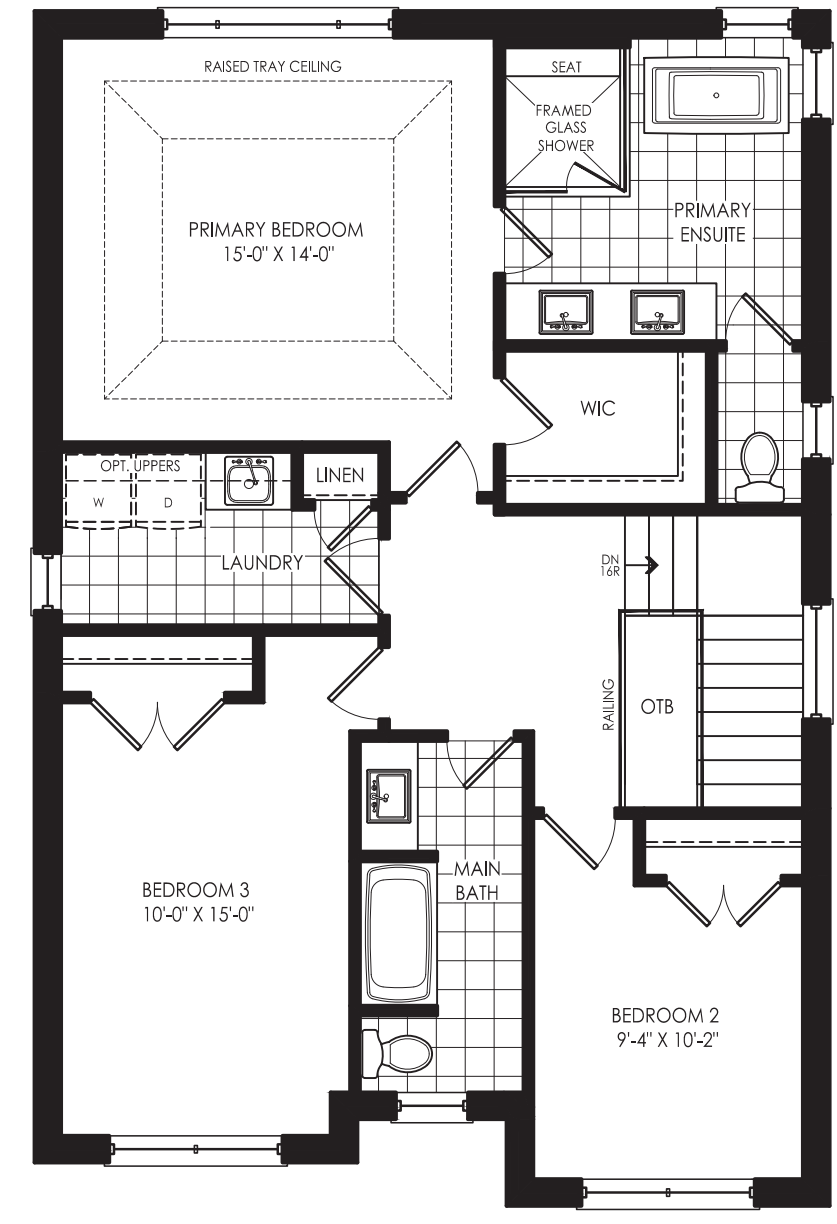 RAISED TRAY CEILING
SEAT
FRAMED
GLASS
SHOWER
PRIMARY BEDROOM
15'-0" X 14'-0"
PRIMARY
ENSUITE
WIC
OPT. UPPERS
W
D
LINEN
LAUNDRY
DN
16R
RAILING
OTB
MAIN
BATH
BEDROOM 3
10'-0" X 15'-0"
BEDROOM 2
9'-4" X 10'-2"